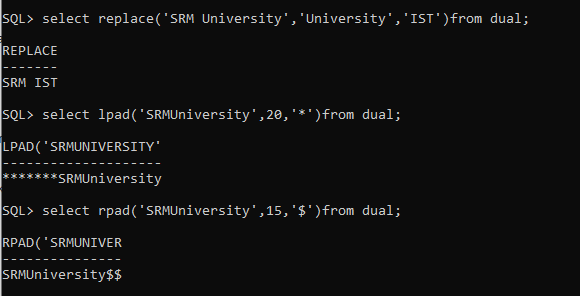 SQL> select replace('SRM University','University','IST')from dual;
REPLACE
-------
SRM IST
SQL> select lpad('SRMUniversity',20,'*')from dual;
LPAD('SRMUNIVERSITY'
--------------------
*******SRMUniversity
SQL> select rpad('SRMUniversity',15,'$')from dual;
RPAD('SRMUNIVER
---------------
SRMUniversity$$